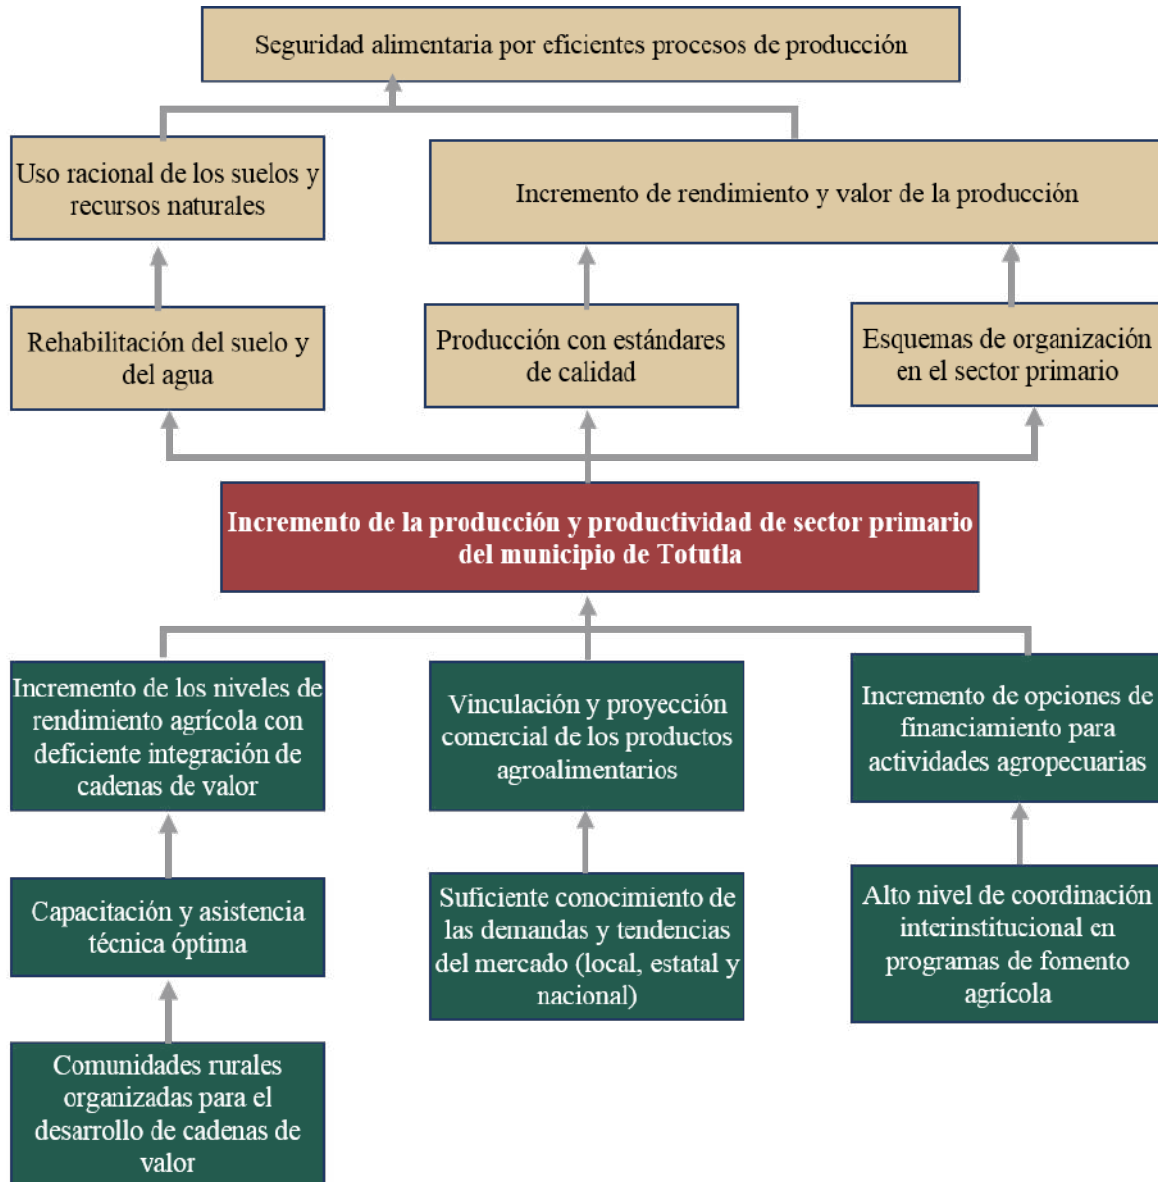 Seguridad alimentaria por eficientes procesos de producción
Uso racional de los suelos y
recursos naturales
Incremento de rendimiento y valor de la producción
Rehabilitación del suelo y
del agua
Producción con estándares
de calidad
Esquemas de organización
en el sector primario
Incremento de la producción y productividad de sector primario
del municipio de Totutla
Incremento de los niveles de
rendimiento agrícola con
deficiente integración de
cadenas de valor
Vinculación y proyección
comercial de los productos
agroalimentarios
Incremento de opciones de
financiamiento para
actividades agropecuarias
Capacitación y asistencia
técnica óptima
Suficiente conocimiento de
las demandas y tendencias
del mercado (local, estatal y
nacional)
Alto nivel de coordinación
interinstitucional en
programas de fomento
agrícola
Comunidades rurales
organizadas para el
desarrollo de cadenas de
valor